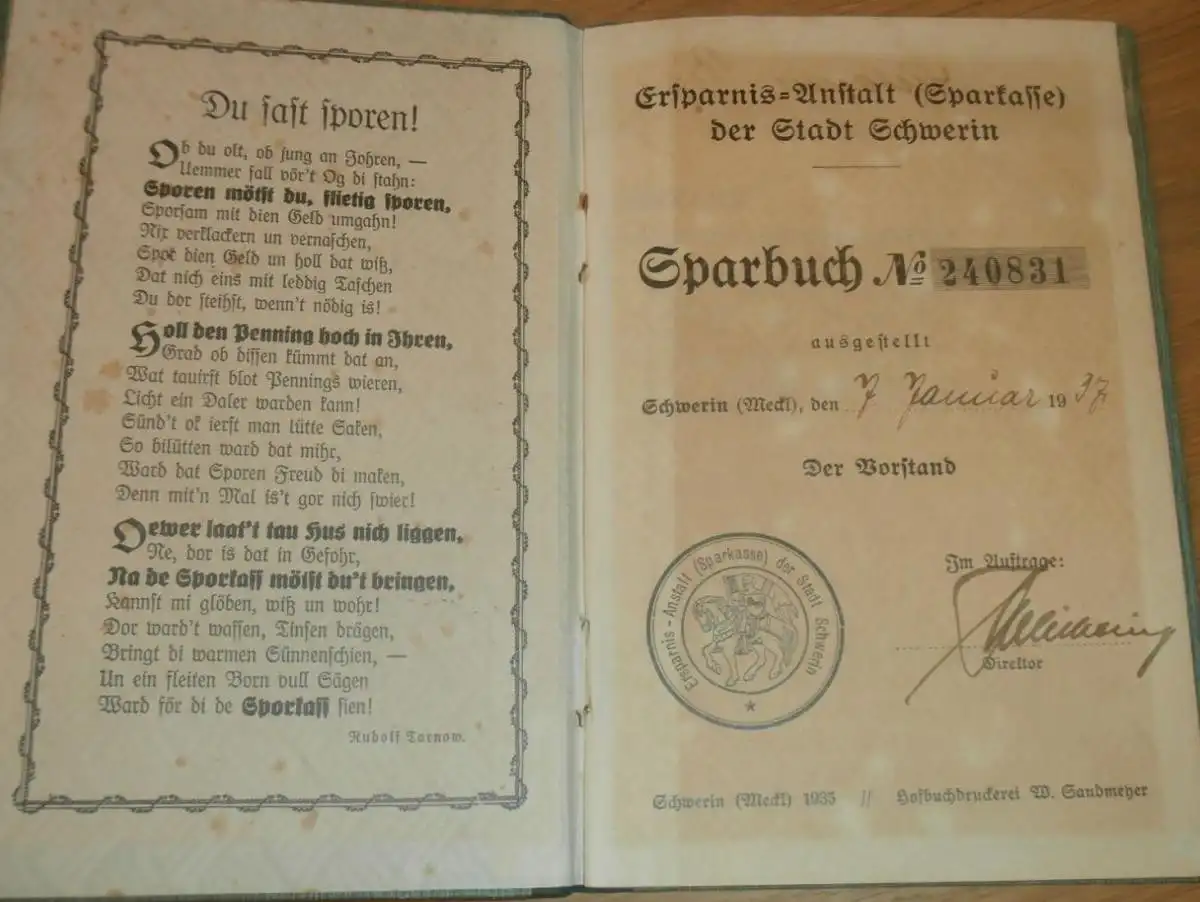 Du sast sporen!
Ob du olt, ob jung an Johren, —
Uemmer fall vör't Og di stahn:
Sporen mötst du, flietig sporen,
Sporsam mit dien Geld umgahn!
Nix verklackern un vernaschen,
Spor dien Geld un holl dat wiß,
Dat nich eins mit leddig Taschen
Du dor steihst, wenn't nödig is!
Holl den Penning hoch in Ihren,
Grad ob dissen kümmt dat an,
Wat tauirst blot Pennings wieren,
Licht ein Daler warden kann!
Sünd't ok ierst man lütte Saken,
So bilütten ward dat mihr,
Ward dat Sporen Freud di maken,
Denn mit'n Mal is't gor nich swier!
Oewer laat't tau Hus nich liggen,
Ne, dor is dat in Gefohr,
Na de Sporkass mötst du't bringen,
Kannst mi glöben, wiß un wohr!
Dor ward't wassen, Tinsen drägen,
Bringt di warmen Sünnenschien, —
Un ein fleiten Born vull Sägen
Ward för di de Sporkass sien!
Rudolf Tarnow.
Ersparnis-Anstalt (Sparkasse)
der Stadt Schwerin
Sparbuch No 240831
ausgestellt
Schwerin (Meckl), den 7 Januar 1937
Der Vorstand
Im Auftrage:
Direktor
Ersparnis-Anstalt (Sparkasse) der Stadt Schwerin
Schwerin (Meckl) 1935 // Hofbuchdruckerei W. Sandmeyer